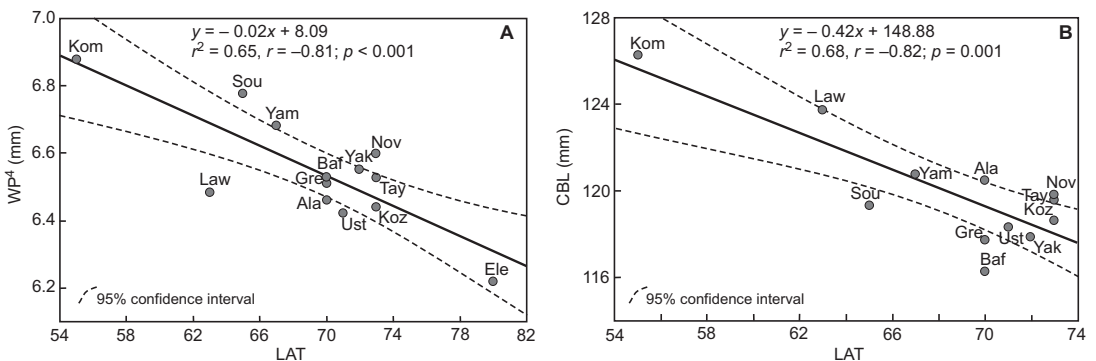 A
y = – 0.02x + 8.09
r² = 0.65, r = –0.81; p < 0.001
WP⁴ (mm)
7.0
6.8
6.6
6.4
6.2
Kom
Sou
Yam
Law
Baf
Yak
Nov
Gre
Tay
Ala
Ust
Koz
Ele
95% confidence interval
54 58 62 66 70 74 78 82
LAT
B
y = – 0.42x + 148.88
r² = 0.68, r = –0.82; p = 0.001
CBL (mm)
128
124
120
116
Kom
Law
Yam
Sou
Ala
Nov
Tay
Koz
Gre
Ust
Yak
Baf
95% confidence interval
54 58 62 66 70 74
LAT